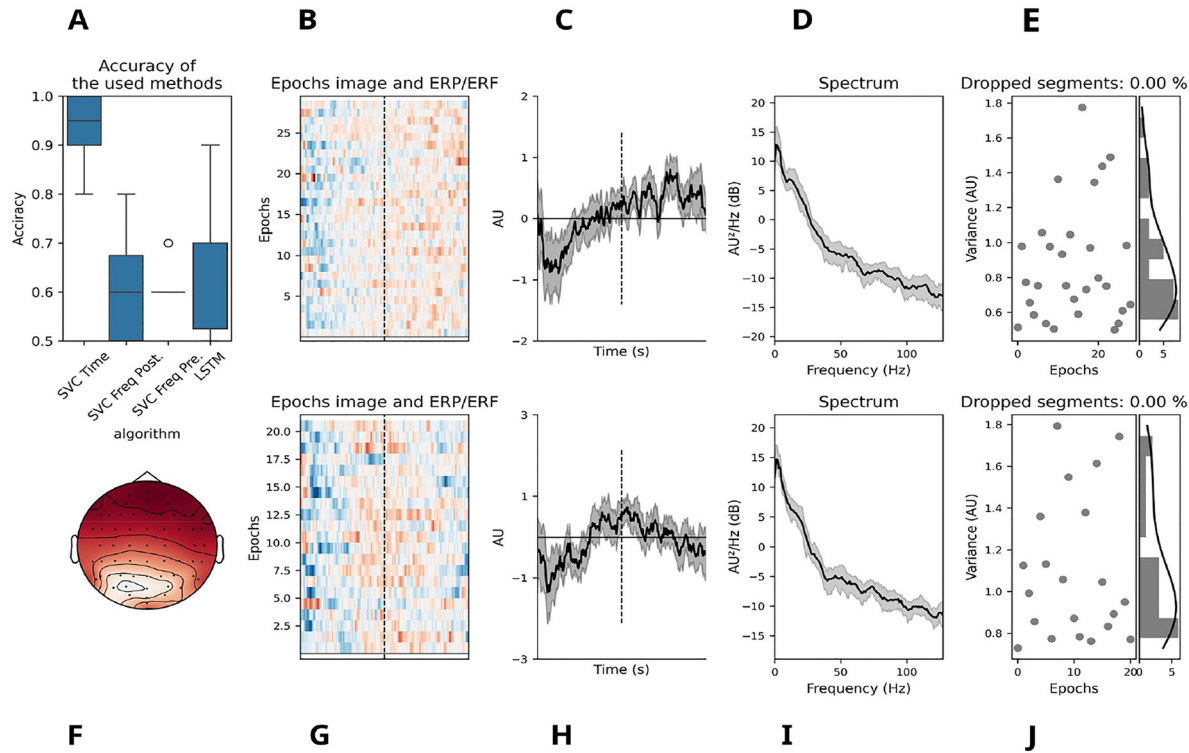 A B C D E
Accuracy of
the used methods
1.0
0.9
0.8
0.7
0.6
0.5
Acciracy
SVC Time
SVC Freq Post.
SVC Freq Pre.
LSTM
algorithm
Epochs image and ERP/ERF
25
20
15
10
5
Epochs
2
1
0
−1
−2
AU
Time (s)
Spectrum
20
15
10
5
0
−5
−10
−15
−20
AU²/Hz (dB)
0 50 100
Frequency (Hz)
Dropped segments: 0.00 %
1.8
1.6
1.4
1.2
1.0
0.8
0.6
Variance (AU)
0 20 0 5
Epochs
Epochs image and ERP/ERF
20.0
17.5
15.0
12.5
10.0
7.5
5.0
2.5
Epochs
3
1
−1
−3
AU
Time (s)
Spectrum
20
15
10
5
0
−5
−10
−15
AU²/Hz (dB)
0 50 100
Frequency (Hz)
Dropped segments: 0.00 %
1.8
1.6
1.4
1.2
1.0
0.8
Variance (AU)
0 10 20 0 5
Epochs
F G H I J